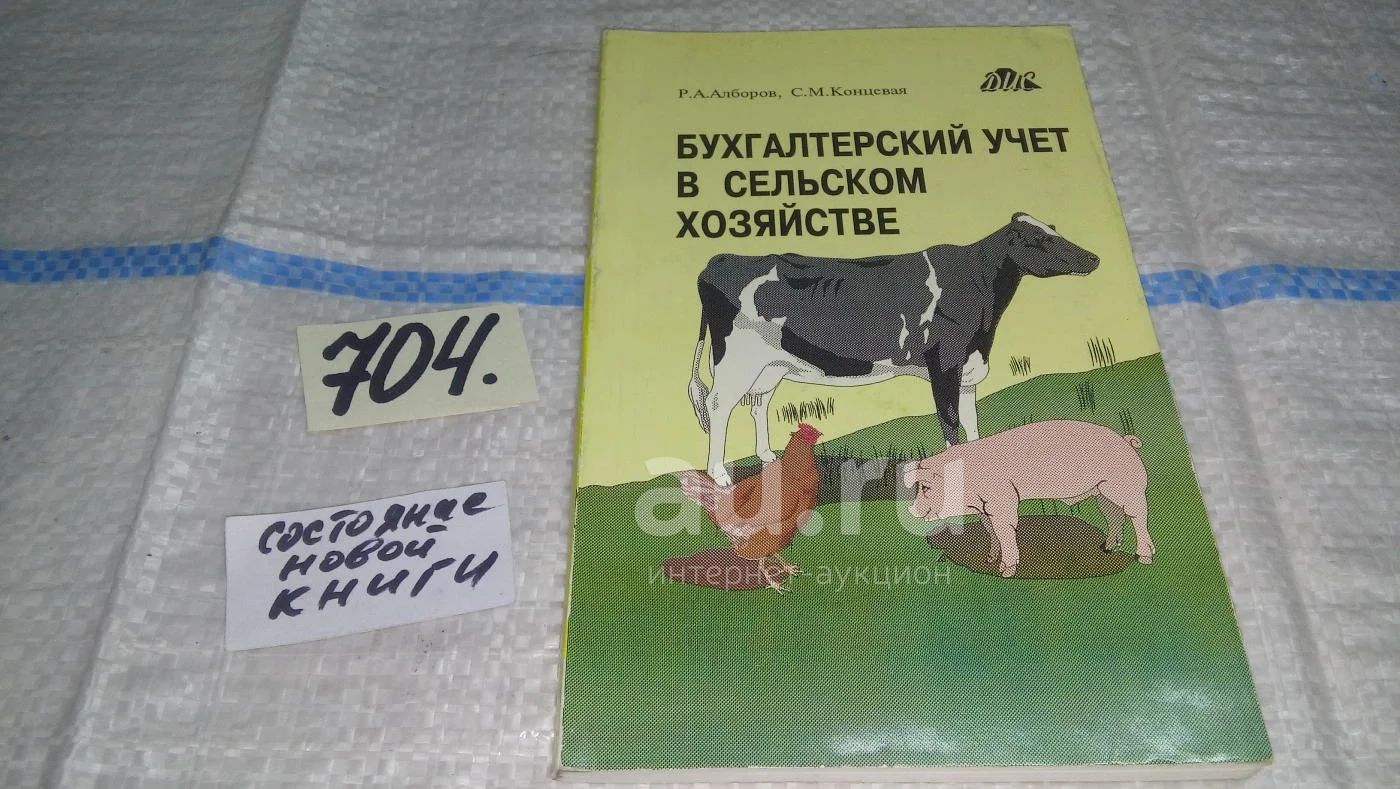 Р.А.Алборов, С.М.Концевая
ДИС
БУХГАЛТЕРСКИЙ УЧЕТ
В СЕЛЬСКОМ
ХОЗЯЙСТВЕ
704.
состояние
новой
книги
au.ru
интернет-аукцион